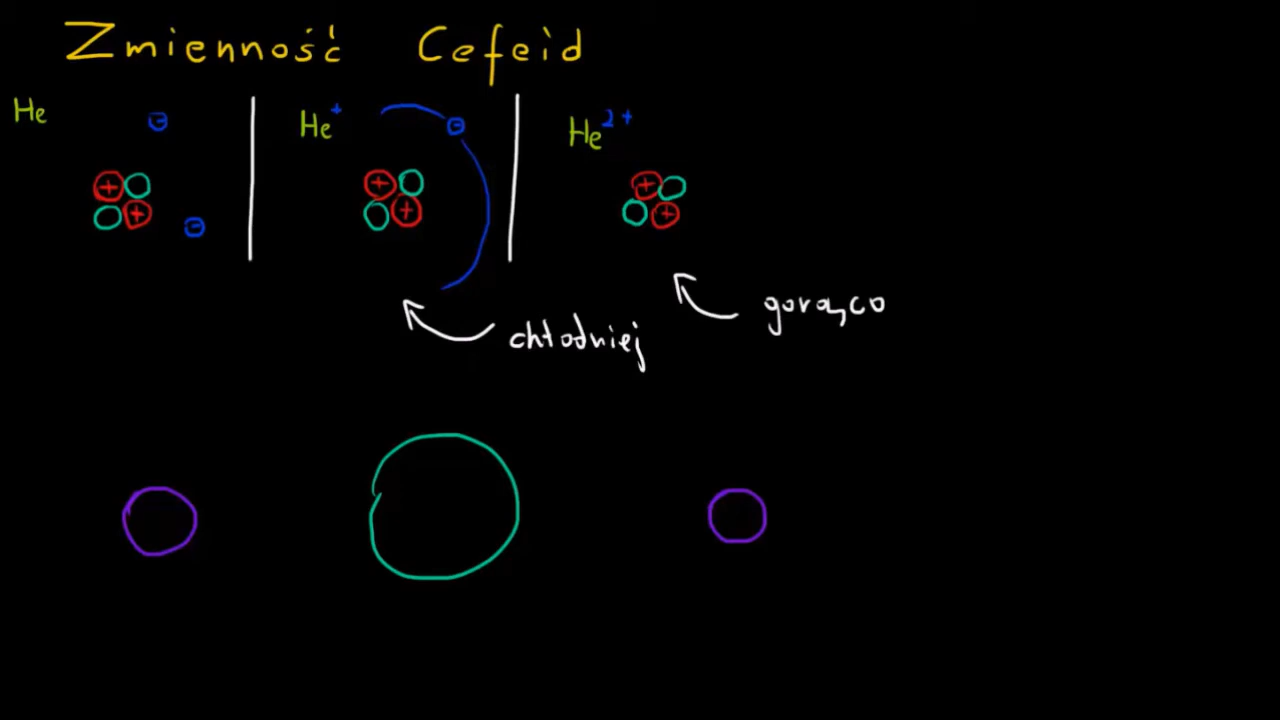 Zmienność Cefeid
He
He⁺
He²⁺
⊖
⊖
⊖
+
+
+
+
+
+
gorąco
chłodniej